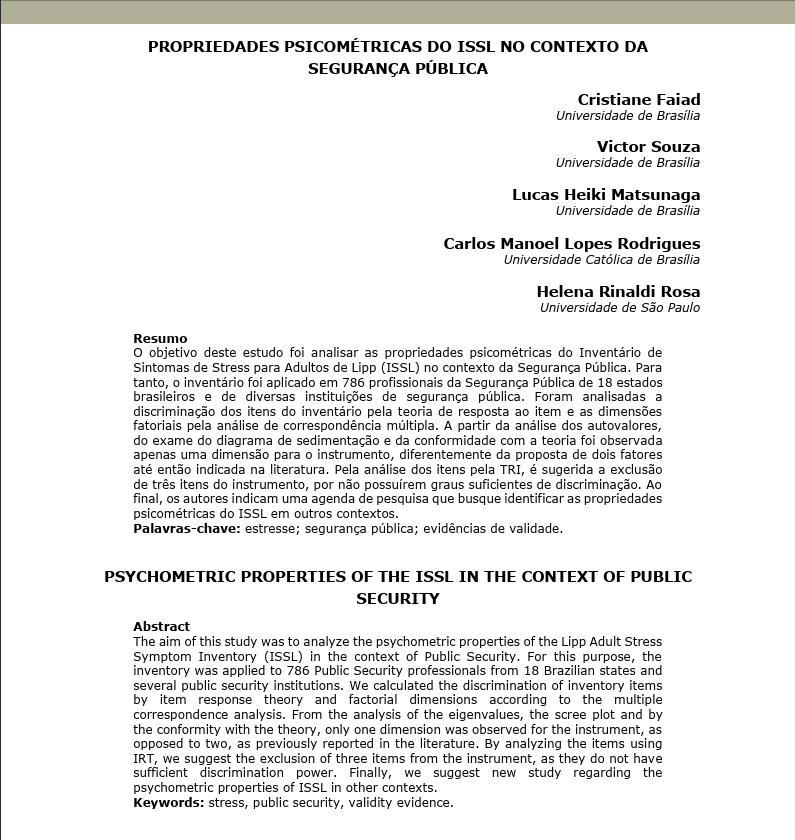 PROPRIEDADES PSICOMÉTRICAS DO ISSL NO CONTEXTO DA
SEGURANÇA PÚBLICA
Cristiane Faiad
Universidade de Brasília
Victor Souza
Universidade de Brasília
Lucas Heiki Matsunaga
Universidade de Brasília
Carlos Manoel Lopes Rodrigues
Universidade Católica de Brasília
Helena Rinaldi Rosa
Universidade de São Paulo
Resumo
O objetivo deste estudo foi analisar as propriedades psicométricas do Inventário de
Sintomas de Stress para Adultos de Lipp (ISSL) no contexto da Segurança Pública. Para
tanto, o inventário foi aplicado em 786 profissionais da Segurança Pública de 18 estados
brasileiros e de diversas instituições de segurança pública. Foram analisadas a
discriminação dos itens do inventário pela teoria de resposta ao item e as dimensões
fatoriais pela análise de correspondência múltipla. A partir da análise dos autovalores,
do exame do diagrama de sedimentação e da conformidade com a teoria foi observada
apenas uma dimensão para o instrumento, diferentemente da proposta de dois fatores
até então indicada na literatura. Pela análise dos itens pela TRI, é sugerida a exclusão
de três itens do instrumento, por não possuírem graus suficientes de discriminação. Ao
final, os autores indicam uma agenda de pesquisa que busque identificar as propriedades
psicométricas do ISSL em outros contextos.
Palavras-chave: estresse; segurança pública; evidências de validade.
PSYCHOMETRIC PROPERTIES OF THE ISSL IN THE CONTEXT OF PUBLIC
SECURITY
Abstract
The aim of this study was to analyze the psychometric properties of the Lipp Adult Stress
Symptom Inventory (ISSL) in the context of Public Security. For this purpose, the
inventory was applied to 786 Public Security professionals from 18 Brazilian states and
several public security institutions. We calculated the discrimination of inventory items
by item response theory and factorial dimensions according to the multiple
correspondence analysis. From the analysis of the eigenvalues, the scree plot and by
the conformity with the theory, only one dimension was observed for the instrument, as
opposed to two, as previously reported in the literature. By analyzing the items using
IRT, we suggest the exclusion of three items from the instrument, as they do not have
sufficient discrimination power. Finally, we suggest new study regarding the
psychometric properties of ISSL in other contexts.
Keywords: stress, public security, validity evidence.